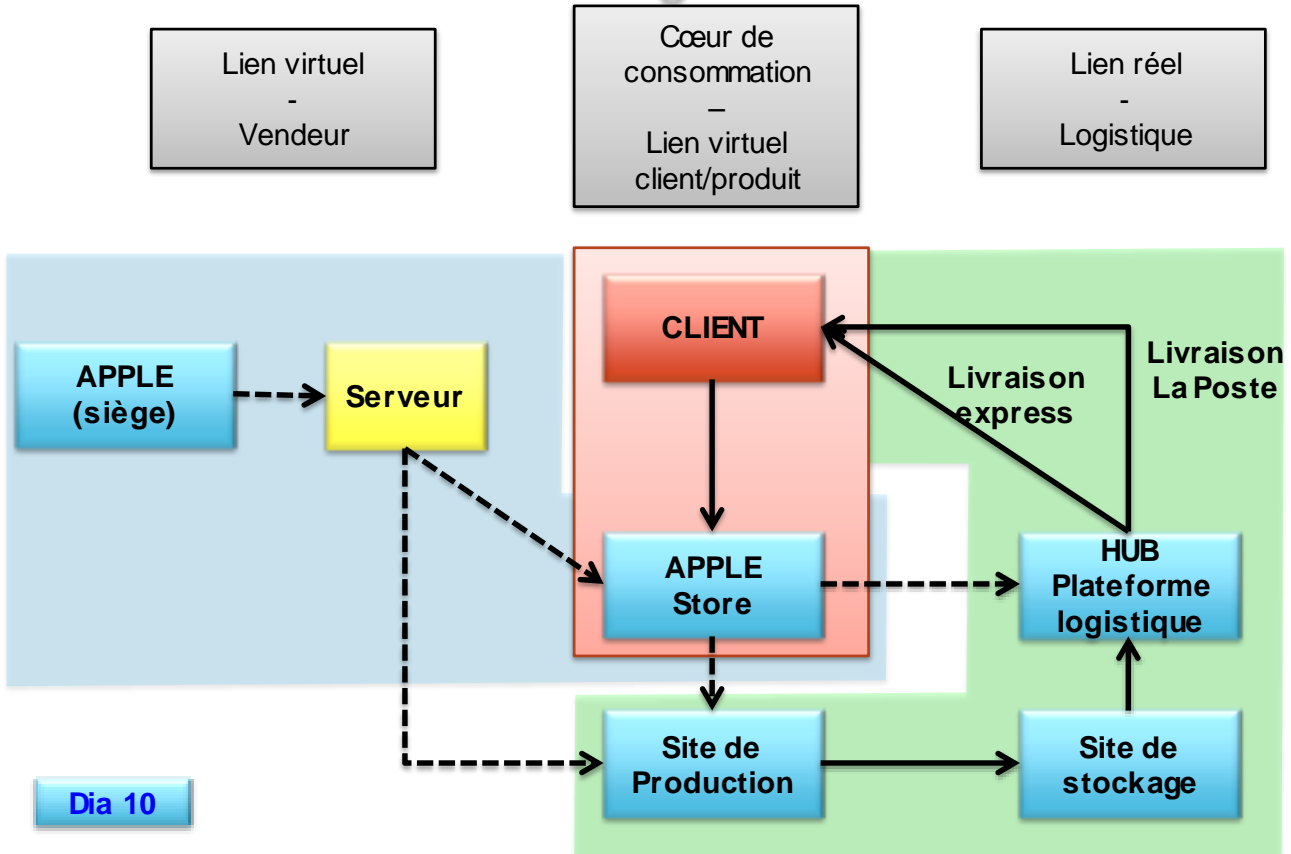 Lien virtuel
-
Vendeur
Cœur de
consommation
–
Lien virtuel
client/produit
Lien réel
-
Logistique
CLIENT
APPLE
(siège)
Serveur
Livraison
express
Livraison
La Poste
APPLE
Store
HUB
Plateforme
logistique
Site de
Production
Site de
stockage
Dia 10